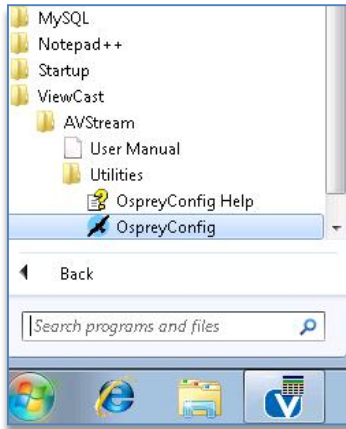 MySQL
Notepad++
Startup
ViewCast
AVStream
User Manual
Utilities
OspreyConfig Help
OspreyConfig
Back
Search programs and files